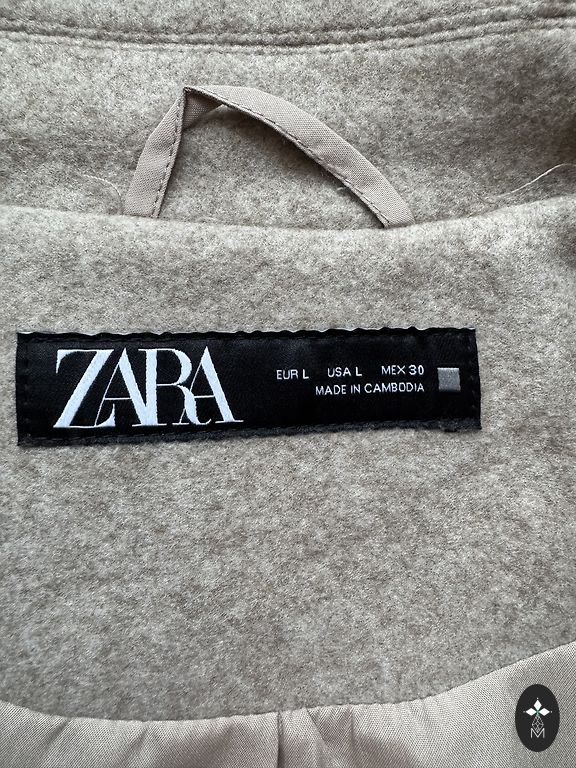 ZARA
EUR L USA L MEX 30
MADE IN CAMBODIA
M